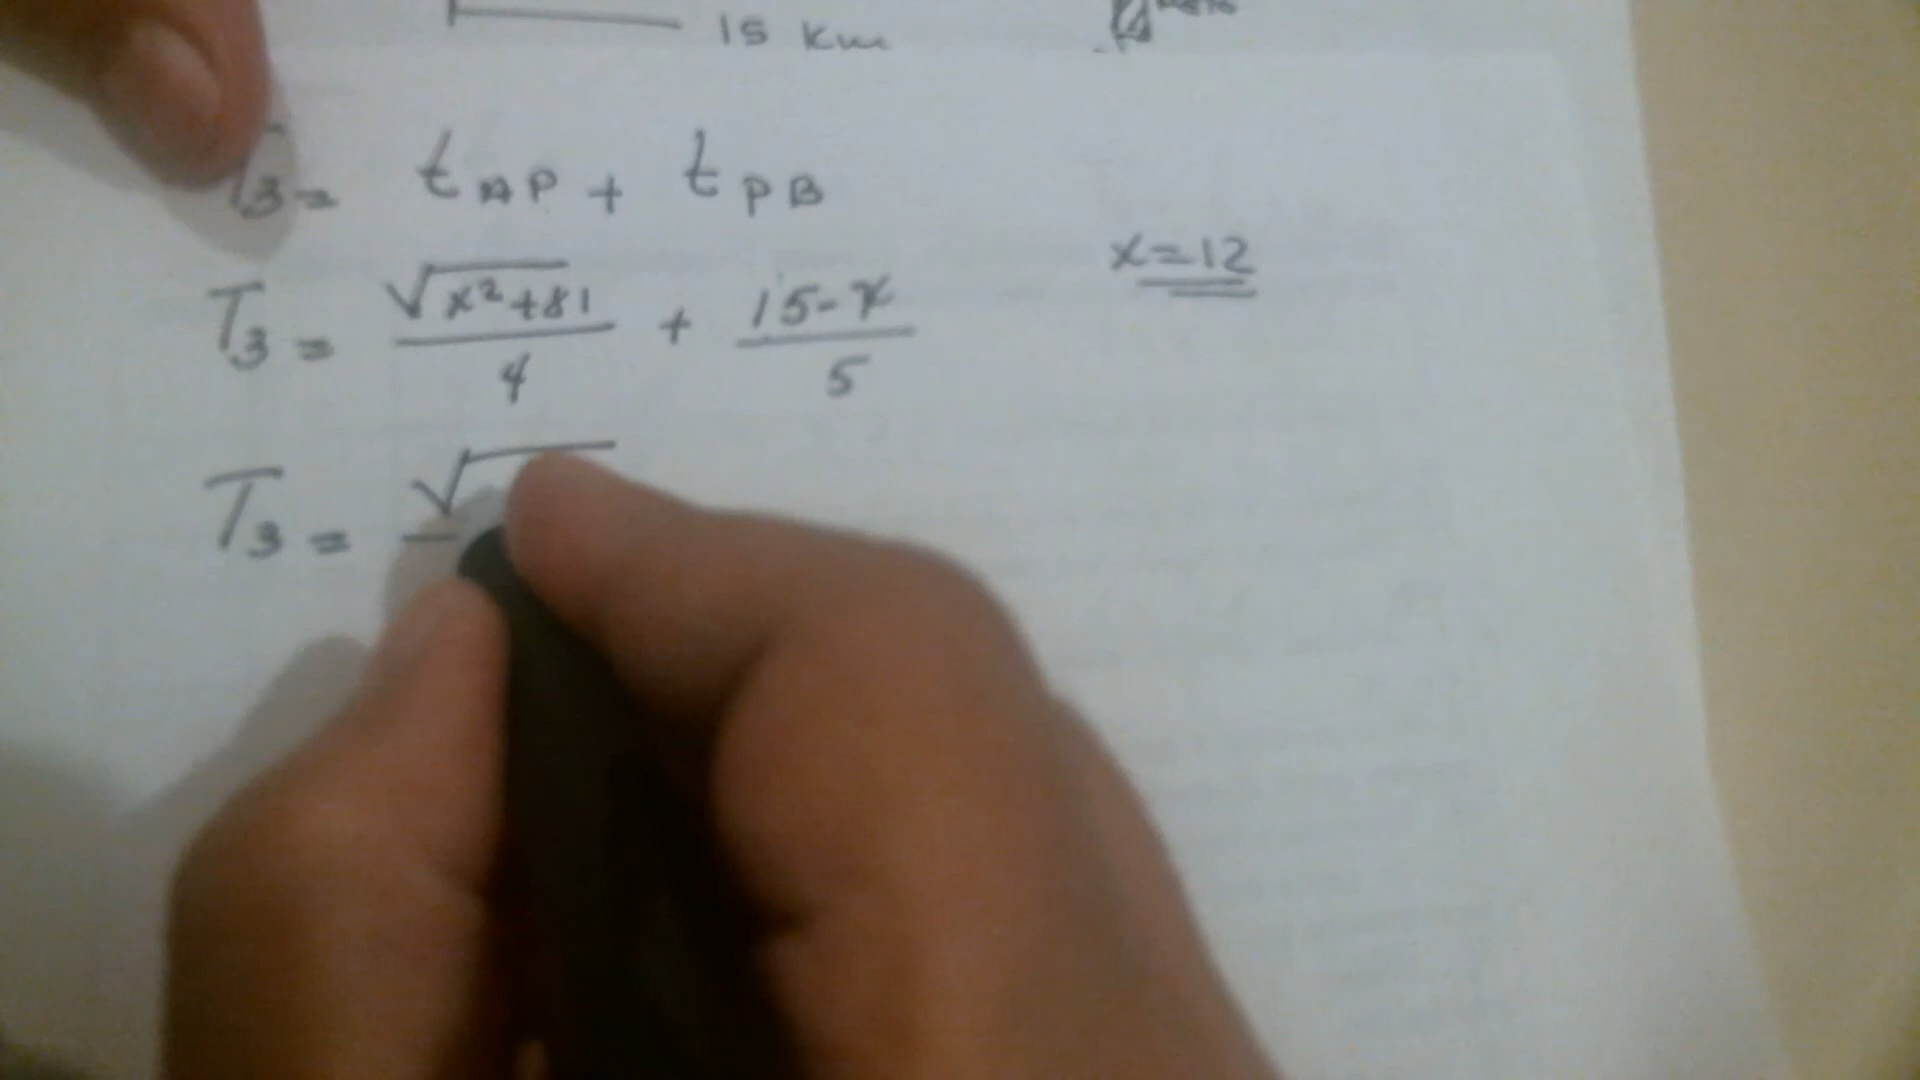 15 Km
T3 = tAP + tPB
T3 = √x²+81 / 4 + 15-x / 5
x=12
T3 = √